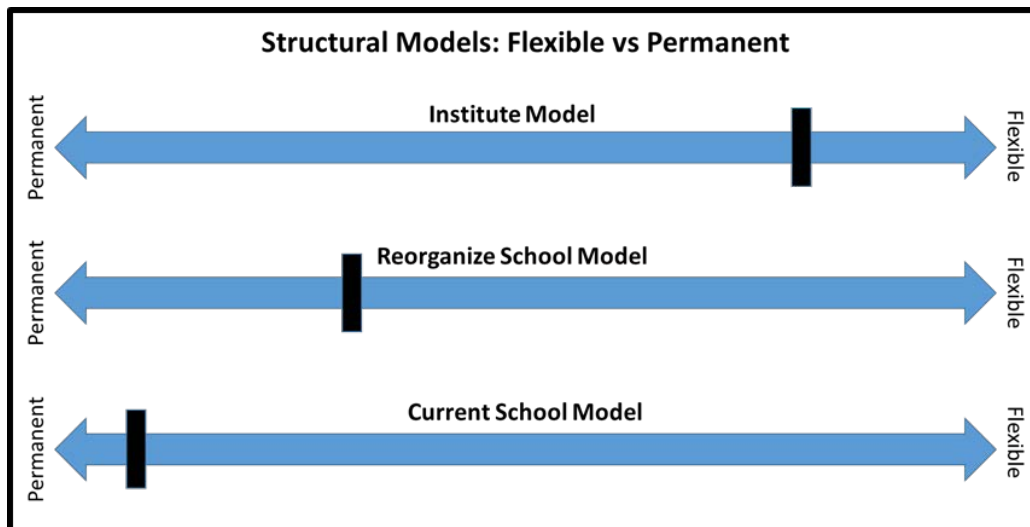 Structural Models: Flexible vs Permanent
Institute Model
Permanent
Flexible
Reorganize School Model
Permanent
Flexible
Current School Model
Permanent
Flexible